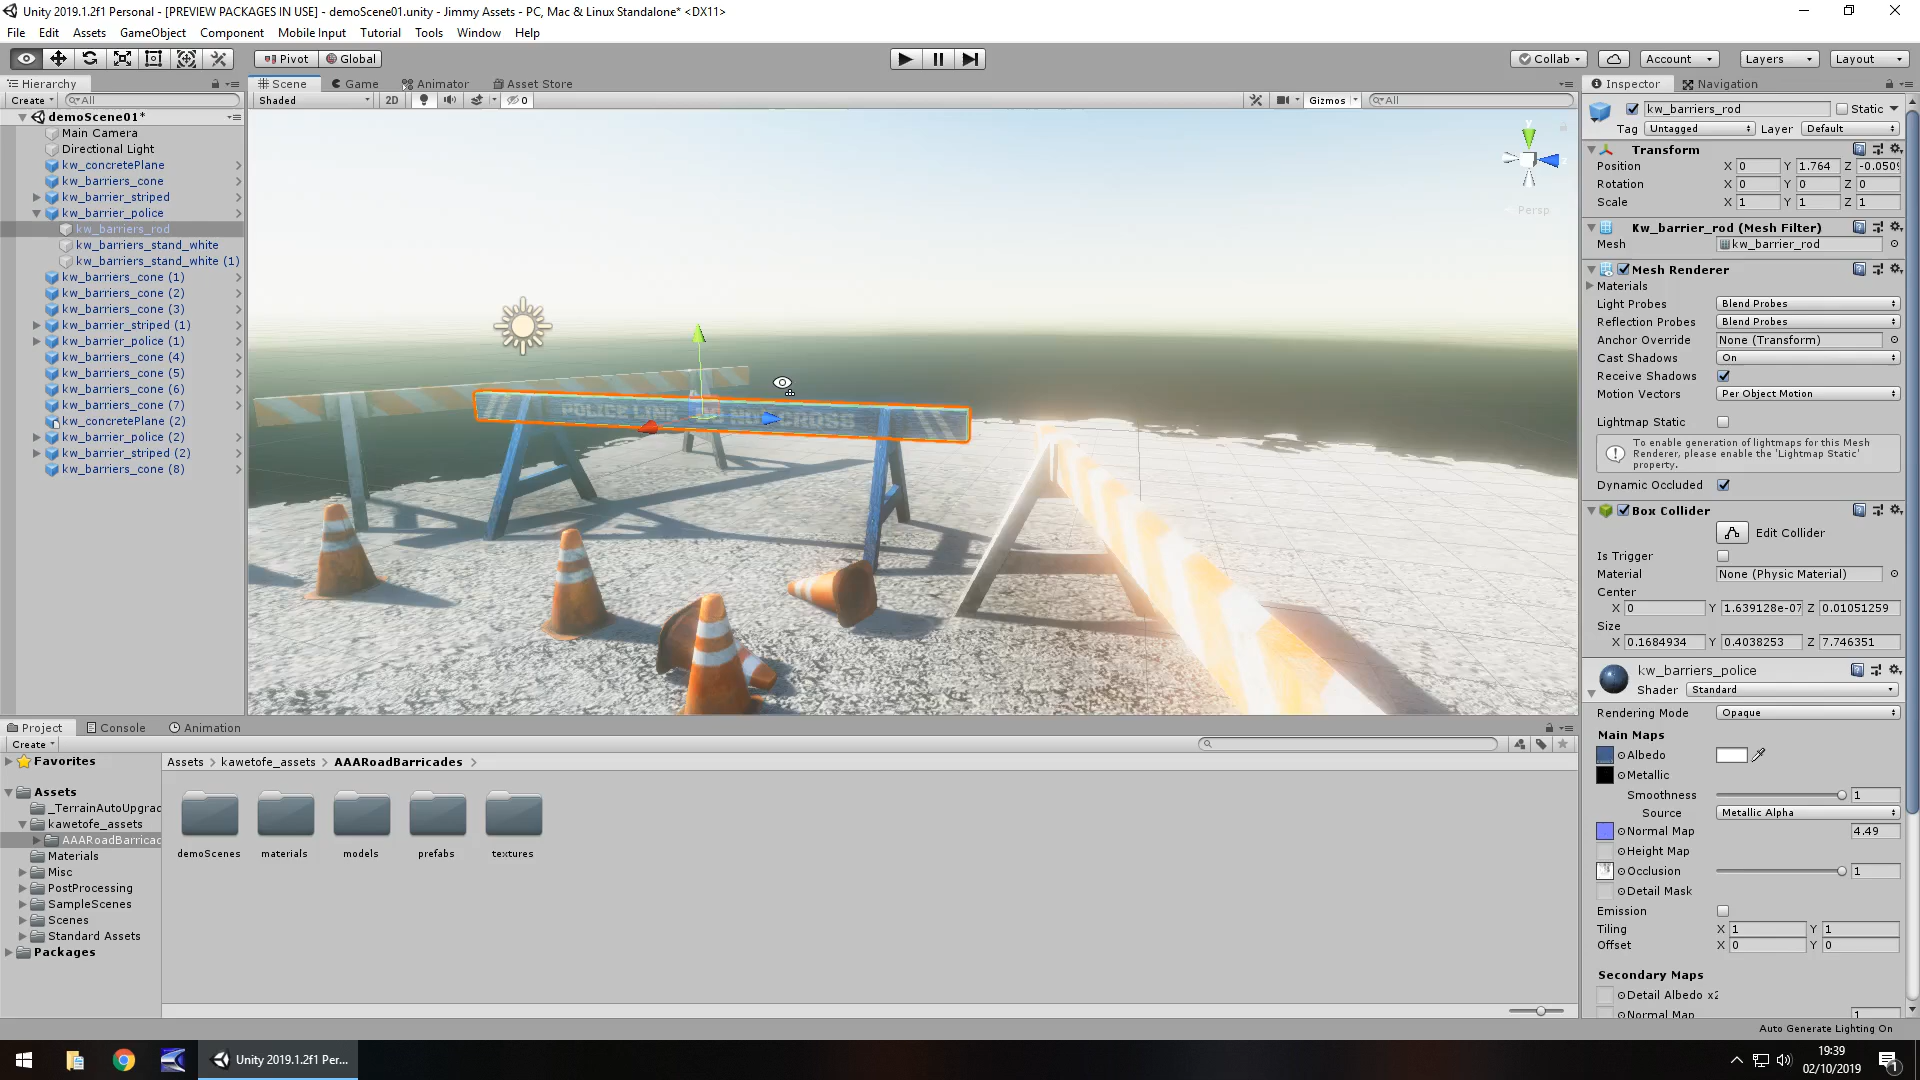 Unity 2019.1.2f1 Personal - [PREVIEW PACKAGES IN USE] - demoScene01.unity - Jimmy Assets - PC, Mac & Linux Standalone* <DX11>
File Edit Assets GameObject Component Mobile Input Tutorial Tools Window Help
Pivot Global Collab Account Layers Layout
Hierarchy
Create All
demoScene01*
Main Camera
Directional Light
kw_concretePlane
kw_barriers_cone
kw_barrier_striped
kw_barrier_police
kw_barriers_rod
kw_barriers_stand_white
kw_barriers_stand_white (1)
kw_barriers_cone (1)
kw_barriers_cone (2)
kw_barriers_cone (3)
kw_barrier_striped (1)
kw_barrier_police (1)
kw_barriers_cone (4)
kw_barriers_cone (5)
kw_barriers_cone (6)
kw_barriers_cone (7)
kw_concretePlane (2)
kw_barrier_police (2)
kw_barrier_striped (2)
kw_barriers_cone (8)
Scene Game Animator Asset Store
Shaded 2D 0 Gizmos All
y
Persp
POLICE LINE DO NOT CROSS
Inspector Navigation
kw_barriers_rod Static
Tag Untagged Layer Default
Transform
Position X 0 Y 1.764 Z -0.0509
Rotation X 0 Y 0 Z 0
Scale X 1 Y 1 Z 1
Kw_barrier_rod (Mesh Filter)
Mesh kw_barrier_rod
Mesh Renderer
Materials
Light Probes Blend Probes
Reflection Probes Blend Probes
Anchor Override None (Transform)
Cast Shadows On
Receive Shadows
Motion Vectors Per Object Motion
Lightmap Static
To enable generation of lightmaps for this Mesh
Renderer, please enable the 'Lightmap Static'
property.
Dynamic Occluded
Box Collider
Edit Collider
Is Trigger
Material None (Physic Material)
Center
X 0 Y 1.639128e-07 Z 0.01051259
Size
X 0.1684934 Y 0.4038253 Z 7.746351
kw_barriers_police
Shader Standard
Rendering Mode Opaque
Main Maps
Albedo
Metallic
Smoothness 1
Source Metallic Alpha
Normal Map 4.49
Height Map
Occlusion 1
Detail Mask
Emission
Tiling X 1 Y 1
Offset X 0 Y 0
Secondary Maps
Detail Albedo x2
Normal Map 1
Auto Generate Lighting On
Project Console Animation
Create
Favorites
Assets
_TerrainAutoUpgrad
kawetofe_assets
AAARoadBarricad
Materials
Misc
PostProcessing
SampleScenes
Scenes
Standard Assets
Packages
Assets > kawetofe_assets > AAARoadBarricades >
demoScenes materials models prefabs textures
Unity 2019.1.2f1 Per...
19:39
02/10/2019
1